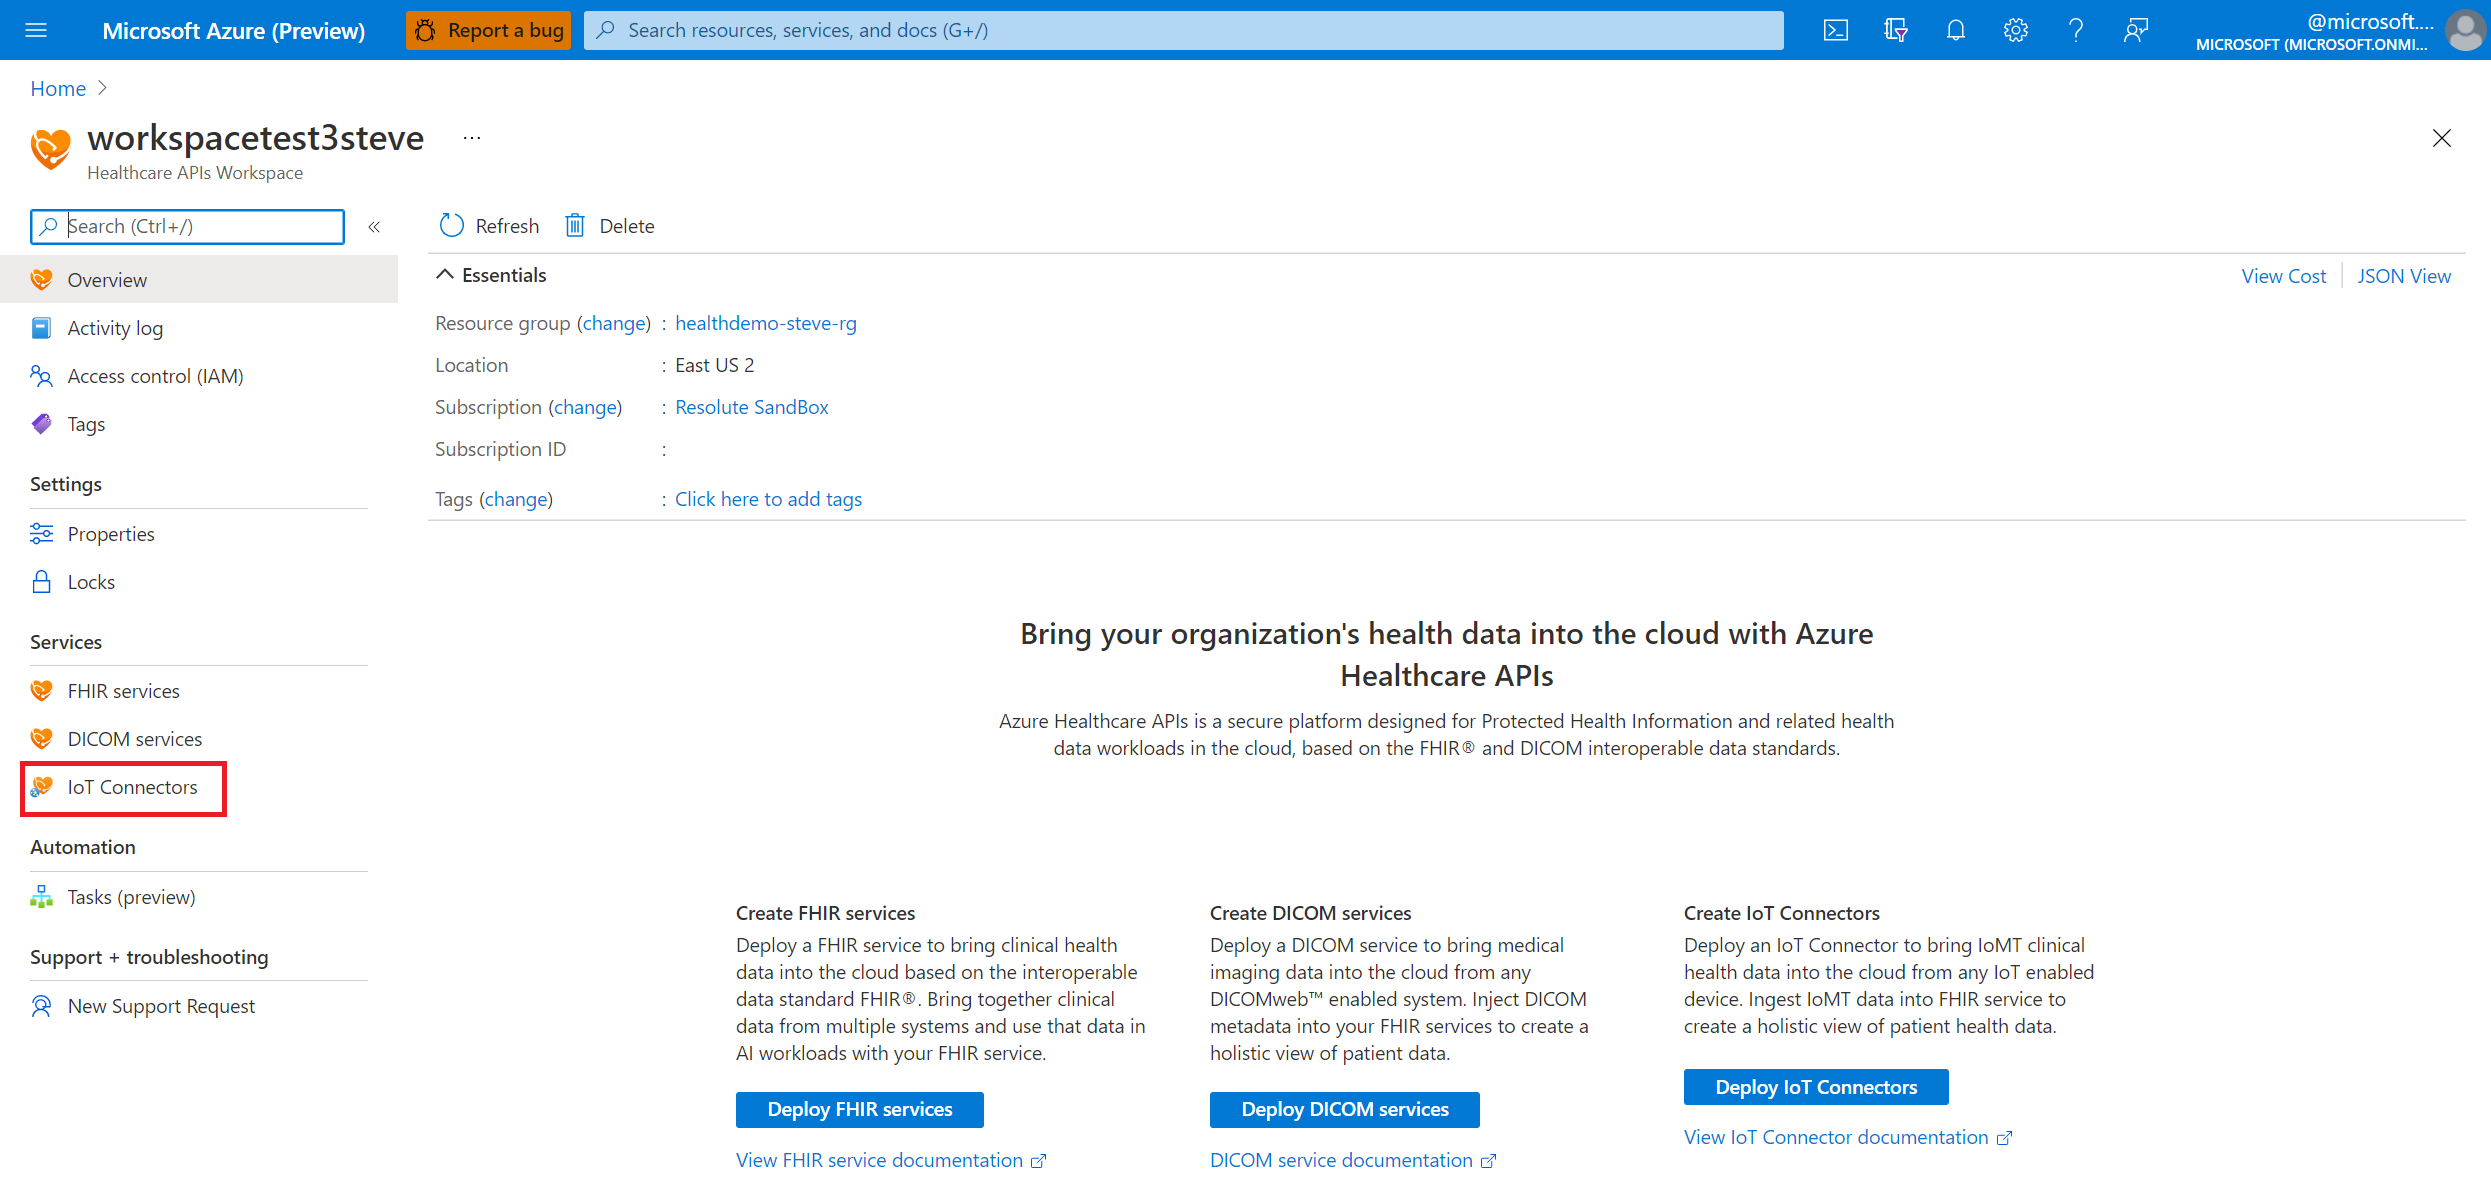 Microsoft Azure (Preview)
Report a bug
Search resources, services, and docs (G+/)
@microsoft....
MICROSOFT (MICROSOFT.ONMI...
Home
workspacetest3steve
...
Healthcare APIs Workspace
Search (Ctrl+/)
«
Refresh
Delete
Overview
Activity log
Access control (IAM)
Tags
Settings
Properties
Locks
Services
FHIR services
DICOM services
IoT Connectors
Automation
Tasks (preview)
Support + troubleshooting
New Support Request
Essentials
View Cost
JSON View
Resource group (change) : healthdemo-steve-rg
Location : East US 2
Subscription (change) : Resolute SandBox
Subscription ID :
Tags (change) : Click here to add tags
Bring your organization's health data into the cloud with Azure
Healthcare APIs
Azure Healthcare APIs is a secure platform designed for Protected Health Information and related health
data workloads in the cloud, based on the FHIR® and DICOM interoperable data standards.
Create FHIR services
Deploy a FHIR service to bring clinical health
data into the cloud based on the interoperable
data standard FHIR®. Bring together clinical
data from multiple systems and use that data in
AI workloads with your FHIR service.
Deploy FHIR services
View FHIR service documentation
Create DICOM services
Deploy a DICOM service to bring medical
imaging data into the cloud from any
DICOMweb™ enabled system. Inject DICOM
metadata into your FHIR services to create a
holistic view of patient data.
Deploy DICOM services
DICOM service documentation
Create IoT Connectors
Deploy an IoT Connector to bring IoMT clinical
health data into the cloud from any IoT enabled
device. Ingest IoMT data into FHIR service to
create a holistic view of patient health data.
Deploy IoT Connectors
View IoT Connector documentation